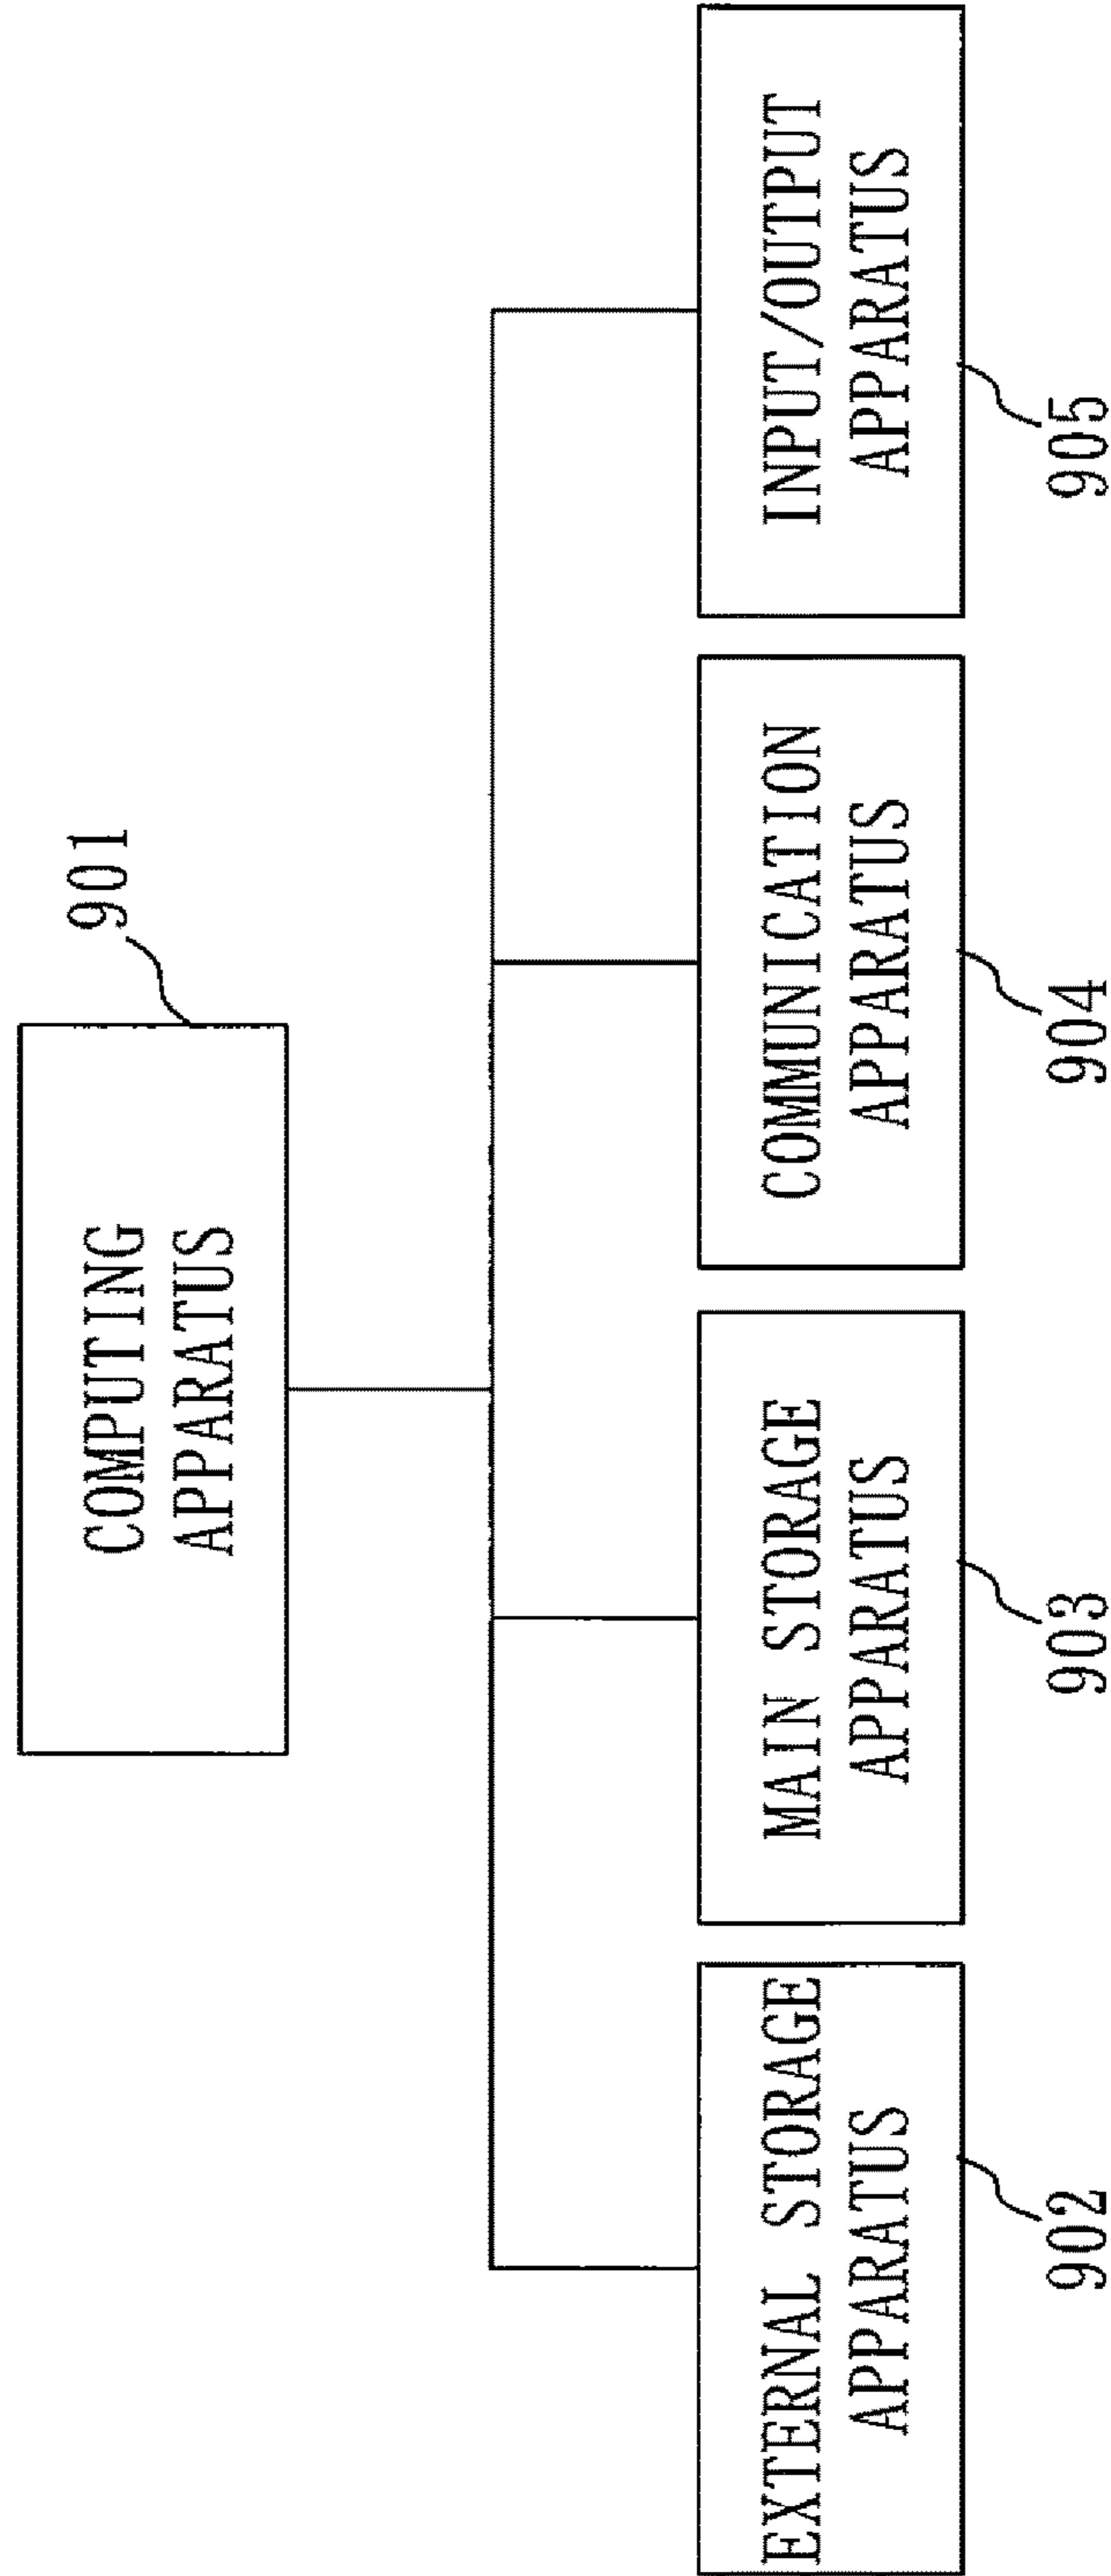 901
COMPUTING
APPARATUS
EXTERNAL STORAGE
APPARATUS
902
MAIN STORAGE
APPARATUS
903
COMMUNICATION
APPARATUS
904
INPUT/OUTPUT
APPARATUS
905